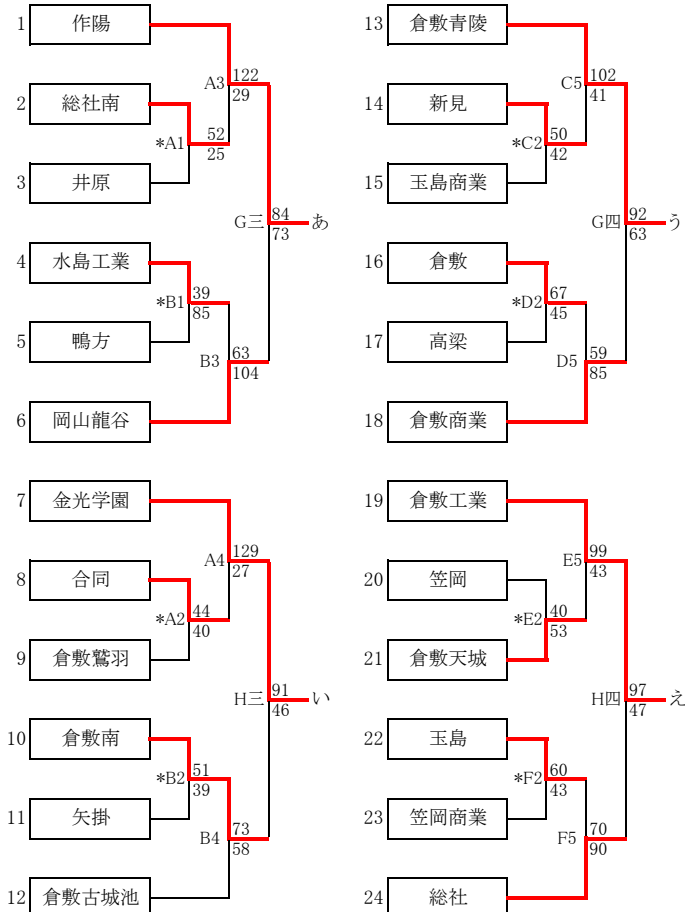 1 作陽
A3 122
29
2 総社南
*A1 52
25
3 井原
G三 84 あ
73
4 水島工業
*B1 39
85
5 鴨方
B3 63
104
6 岡山龍谷
7 金光学園
A4 129
27
8 合同
*A2 44
40
9 倉敷鷲羽
H三 91 い
46
10 倉敷南
*B2 51
39
11 矢掛
B4 73
58
12 倉敷古城池
13 倉敷青陵
C5 102
41
14 新見
*C2 50
42
15 玉島商業
G四 92 う
63
16 倉敷
*D2 67
45
17 高梁
D5 59
85
18 倉敷商業
19 倉敷工業
E5 99
43
20 笠岡
*E2 40
53
21 倉敷天城
H四 97 え
47
22 玉島
*F2 60
43
23 笠岡商業
F5 70
90
24 総社